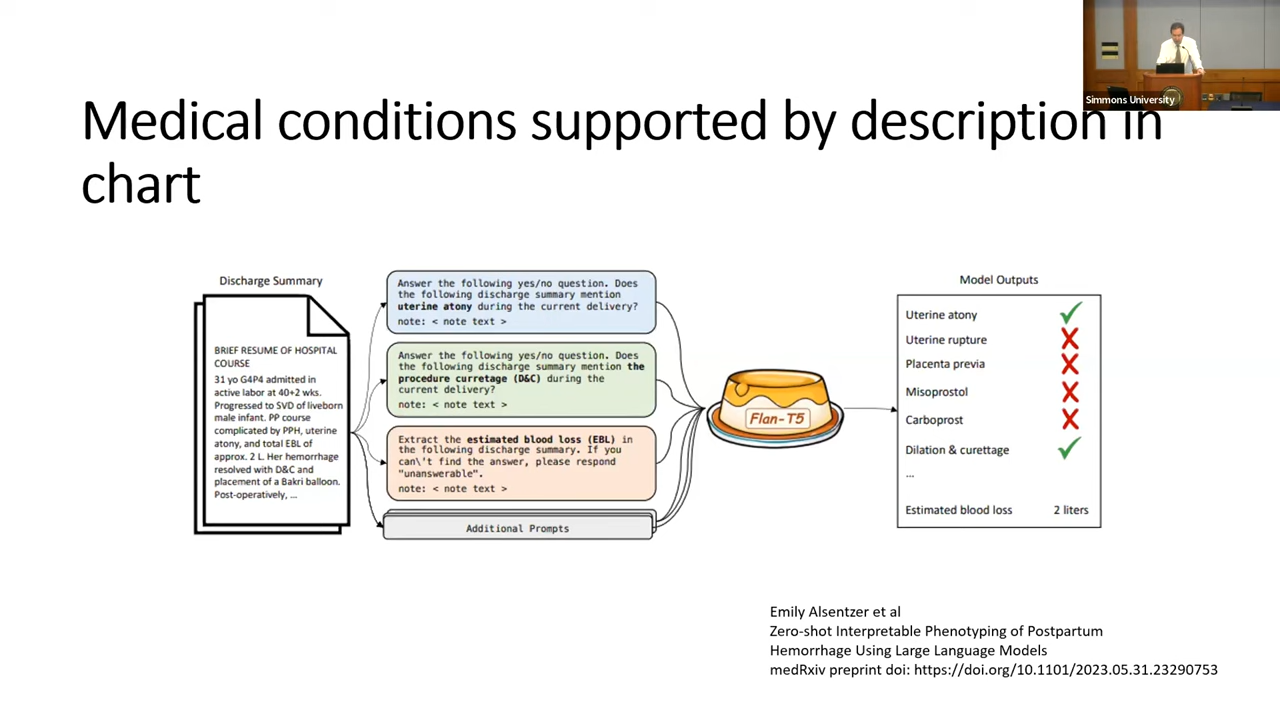 Simmons University
Medical conditions supported by description in
chart
Discharge Summary
BRIEF RESUME OF HOSPITAL
COURSE
31 yo G4P4 admitted in
active labor at 40+2 wks.
Progressed to SVD of liveborn
male infant. PP course
complicated by PPH, uterine
atony, and total EBL of
approx. 2 L. Her hemorrhage
resolved with D&C and
placement of a Bakri balloon.
Post-operatively, ...
Answer the following yes/no question. Does
the following discharge summary mention
uterine atony during the current delivery?
note: < note text >
Answer the following yes/no question. Does
the following discharge summary mention the
procedure curretage (D&C) during the
current delivery?
note: < note text >
Extract the estimated blood loss (EBL) in
the following discharge summary. If you
can\'t find the answer, please respond
"unanswerable".
note: < note text >
Additional Prompts
Flan-T5
Model Outputs
Uterine atony
Uterine rupture
Placenta previa
Misoprostol
Carboprost
Dilation & curettage
...
Estimated blood loss 2 liters
Emily Alsentzer et al
Zero-shot Interpretable Phenotyping of Postpartum
Hemorrhage Using Large Language Models
medRxiv preprint doi: https://doi.org/10.1101/2023.05.31.23290753